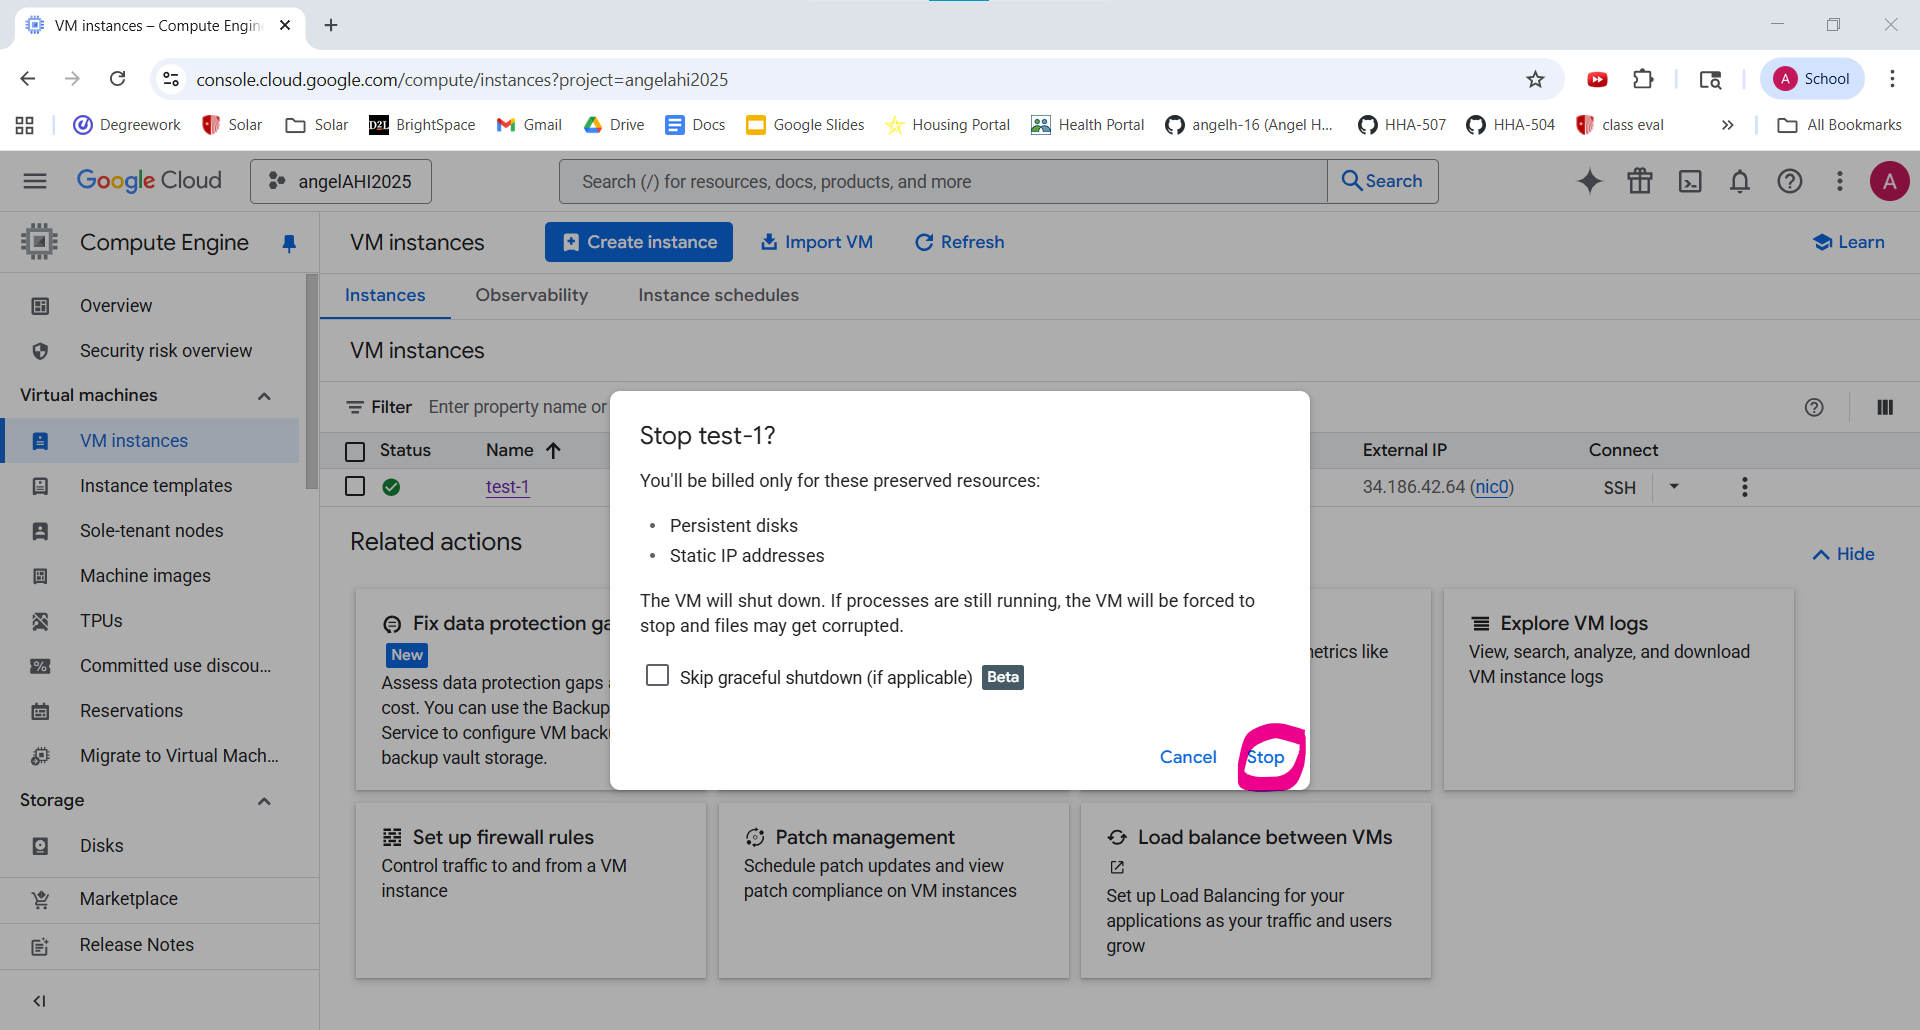 VM instances – Compute Engin
console.cloud.google.com/compute/instances?project=angelahi2025
A School
Degreework
Solar
Solar
D2L BrightSpace
Gmail
Drive
Docs
Google Slides
Housing Portal
Health Portal
angelh-16 (Angel H...
HHA-507
HHA-504
class eval
All Bookmarks
Google Cloud
angelAHI2025
Search (/) for resources, docs, products, and more
Search
A
Compute Engine
VM instances
Create instance
Import VM
Refresh
Learn
Overview
Security risk overview
Virtual machines
VM instances
Instance templates
Sole-tenant nodes
Machine images
TPUs
Committed use discou...
Reservations
Migrate to Virtual Mach...
Storage
Disks
Marketplace
Release Notes
Instances
Observability
Instance schedules
VM instances
Filter
Enter property name or
Status
Name
External IP
Connect
test-1
34.186.42.64 (nic0)
SSH
Related actions
Hide
Stop test-1?
You'll be billed only for these preserved resources:
• Persistent disks
• Static IP addresses
The VM will shut down. If processes are still running, the VM will be forced to
stop and files may get corrupted.
Skip graceful shutdown (if applicable) Beta
Cancel
Stop
Fix data protection ga
New
Assess data protection gaps
cost. You can use the Backup
Service to configure VM back
backup vault storage.
etrics like
Explore VM logs
View, search, analyze, and download
VM instance logs
Set up firewall rules
Control traffic to and from a VM
instance
Patch management
Schedule patch updates and view
patch compliance on VM instances
Load balance between VMs
Set up Load Balancing for your
applications as your traffic and users
grow